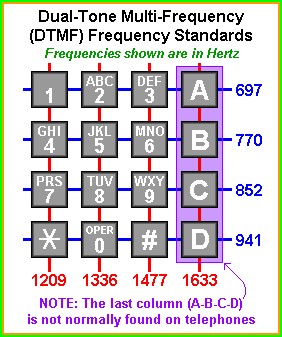 Dual-Tone Multi-Frequency
(DTMF) Frequency Standards
Frequencies shown are in Hertz
1 ABC 2 DEF 3 A 697
GHI 4 JKL 5 MNO 6 B 770
PRS 7 TUV 8 WXY 9 C 852
* OPER 0 # D 941
1209 1336 1477 1633
NOTE: The last column (A-B-C-D)
is not normally found on telephones